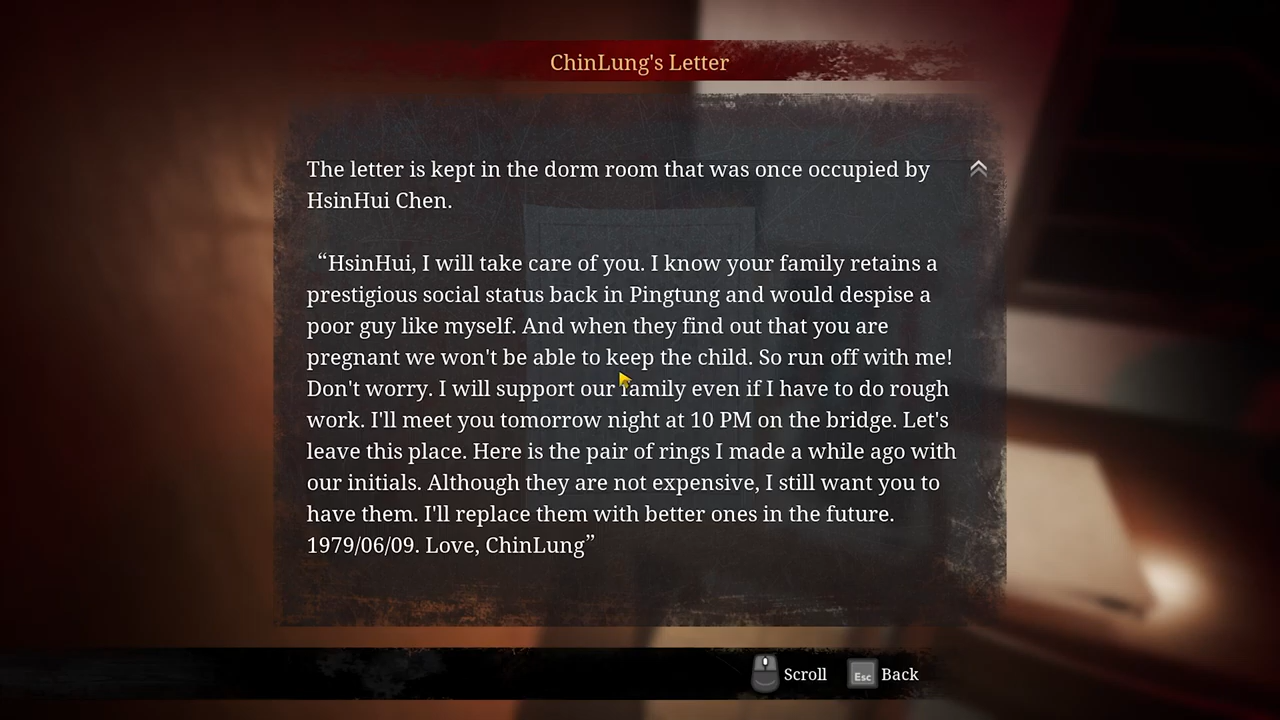 ChinLung's Letter
The letter is kept in the dorm room that was once occupied by
HsinHui Chen.
“HsinHui, I will take care of you. I know your family retains a
prestigious social status back in Pingtung and would despise a
poor guy like myself. And when they find out that you are
pregnant we won't be able to keep the child. So run off with me!
Don't worry. I will support our family even if I have to do rough
work. I'll meet you tomorrow night at 10 PM on the bridge. Let's
leave this place. Here is the pair of rings I made a while ago with
our initials. Although they are not expensive, I still want you to
have them. I'll replace them with better ones in the future.
1979/06/09. Love, ChinLung”
Scroll
Esc Back